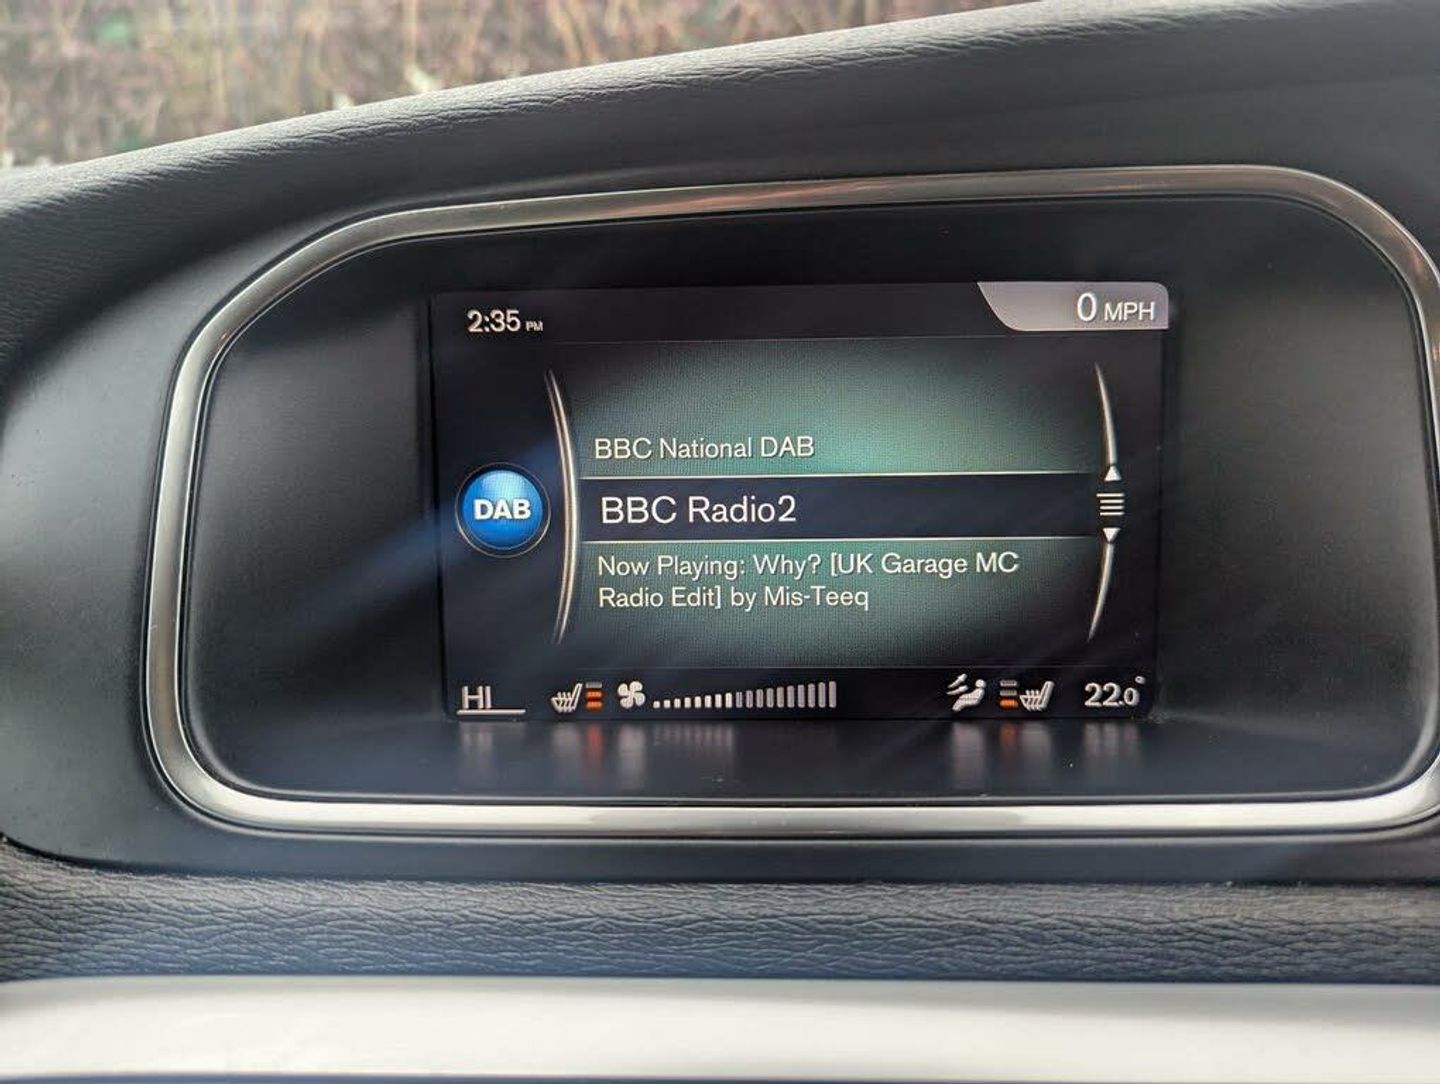 2:35 PM
0 MPH
BBC National DAB
DAB
BBC Radio2
Now Playing: Why? [UK Garage MC
Radio Edit] by Mis-Teeq
HI
22.0°